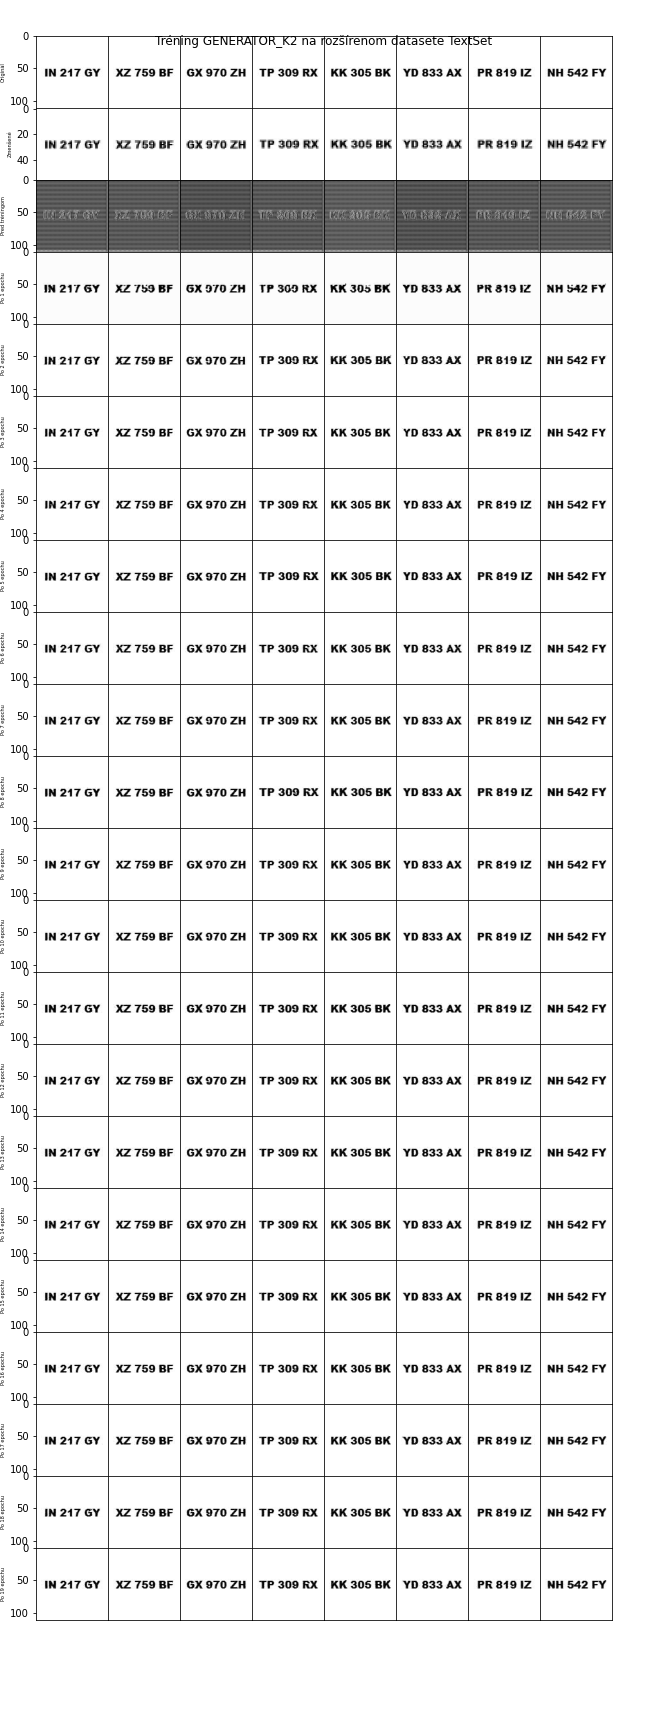 Tréning GENERATOR_K2 na rozšírenom datasete TextSet
0
Original
50
IN 217 GY XZ 759 BF GX 970 ZH TP 309 RX KK 305 BK YD 833 AX PR 819 IZ NH 542 FY
100
0
Zmenšené
20
IN 217 GY XZ 759 BF GX 970 ZH TP 309 RX KK 305 BK YD 833 AX PR 819 IZ NH 542 FY
40
0
Pred tréningom
50
100
0
Po 1 epochu
50
IN 217 GY XZ 759 BF GX 970 ZH TP 309 RX KK 305 BK YD 833 AX PR 819 IZ NH 542 FY
100
0
Po 2 epochu
50
IN 217 GY XZ 759 BF GX 970 ZH TP 309 RX KK 305 BK YD 833 AX PR 819 IZ NH 542 FY
100
0
Po 3 epochu
50
IN 217 GY XZ 759 BF GX 970 ZH TP 309 RX KK 305 BK YD 833 AX PR 819 IZ NH 542 FY
100
0
Po 4 epochu
50
IN 217 GY XZ 759 BF GX 970 ZH TP 309 RX KK 305 BK YD 833 AX PR 819 IZ NH 542 FY
100
0
Po 5 epochu
50
IN 217 GY XZ 759 BF GX 970 ZH TP 309 RX KK 305 BK YD 833 AX PR 819 IZ NH 542 FY
100
0
Po 6 epochu
50
IN 217 GY XZ 759 BF GX 970 ZH TP 309 RX KK 305 BK YD 833 AX PR 819 IZ NH 542 FY
100
0
Po 7 epochu
50
IN 217 GY XZ 759 BF GX 970 ZH TP 309 RX KK 305 BK YD 833 AX PR 819 IZ NH 542 FY
100
0
Po 8 epochu
50
IN 217 GY XZ 759 BF GX 970 ZH TP 309 RX KK 305 BK YD 833 AX PR 819 IZ NH 542 FY
100
0
Po 9 epochu
50
IN 217 GY XZ 759 BF GX 970 ZH TP 309 RX KK 305 BK YD 833 AX PR 819 IZ NH 542 FY
100
0
Po 10 epochu
50
IN 217 GY XZ 759 BF GX 970 ZH TP 309 RX KK 305 BK YD 833 AX PR 819 IZ NH 542 FY
100
0
Po 11 epochu
50
IN 217 GY XZ 759 BF GX 970 ZH TP 309 RX KK 305 BK YD 833 AX PR 819 IZ NH 542 FY
100
0
Po 12 epochu
50
IN 217 GY XZ 759 BF GX 970 ZH TP 309 RX KK 305 BK YD 833 AX PR 819 IZ NH 542 FY
100
0
Po 13 epochu
50
IN 217 GY XZ 759 BF GX 970 ZH TP 309 RX KK 305 BK YD 833 AX PR 819 IZ NH 542 FY
100
0
Po 14 epochu
50
IN 217 GY XZ 759 BF GX 970 ZH TP 309 RX KK 305 BK YD 833 AX PR 819 IZ NH 542 FY
100
0
Po 15 epochu
50
IN 217 GY XZ 759 BF GX 970 ZH TP 309 RX KK 305 BK YD 833 AX PR 819 IZ NH 542 FY
100
0
Po 16 epochu
50
IN 217 GY XZ 759 BF GX 970 ZH TP 309 RX KK 305 BK YD 833 AX PR 819 IZ NH 542 FY
100
0
Po 17 epochu
50
IN 217 GY XZ 759 BF GX 970 ZH TP 309 RX KK 305 BK YD 833 AX PR 819 IZ NH 542 FY
100
0
Po 18 epochu
50
IN 217 GY XZ 759 BF GX 970 ZH TP 309 RX KK 305 BK YD 833 AX PR 819 IZ NH 542 FY
100
0
Po 19 epochu
50
IN 217 GY XZ 759 BF GX 970 ZH TP 309 RX KK 305 BK YD 833 AX PR 819 IZ NH 542 FY
100